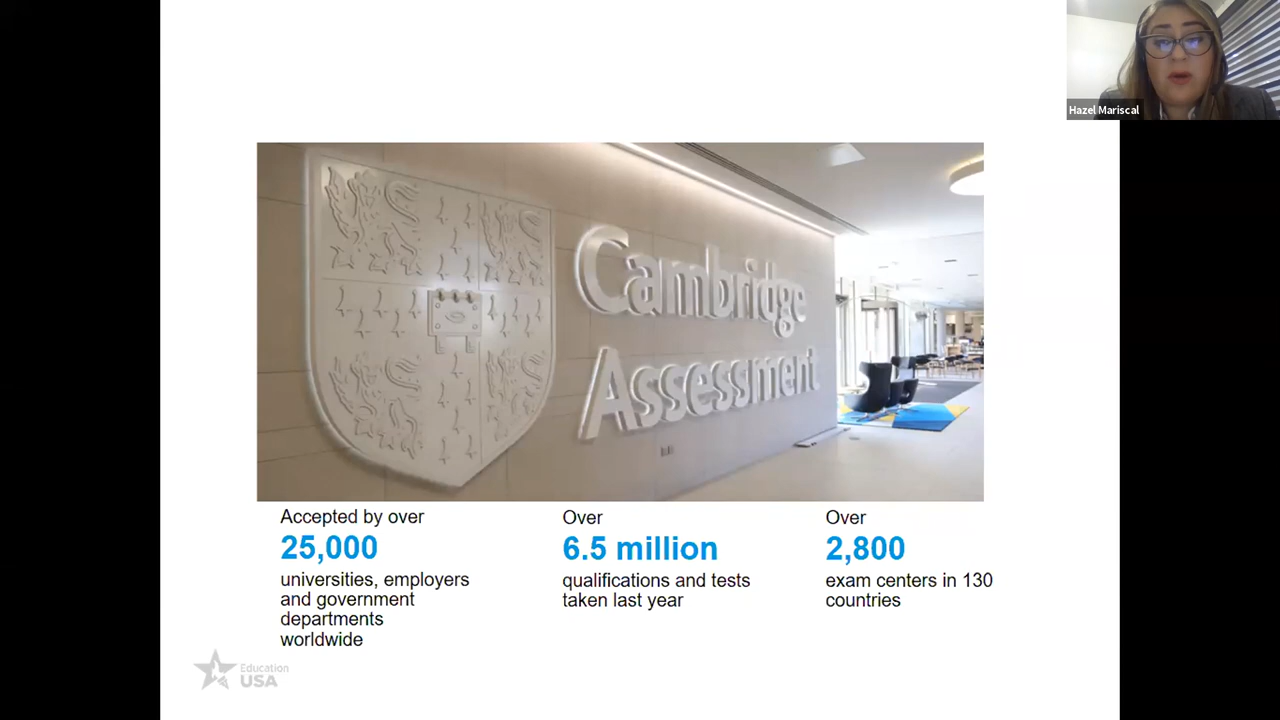 Hazel Mariscal
Cambridge
Assessment
Accepted by over
25,000
universities, employers
and government
departments
worldwide
Over
6.5 million
qualifications and tests
taken last year
Over
2,800
exam centers in 130
countries
Education
USA